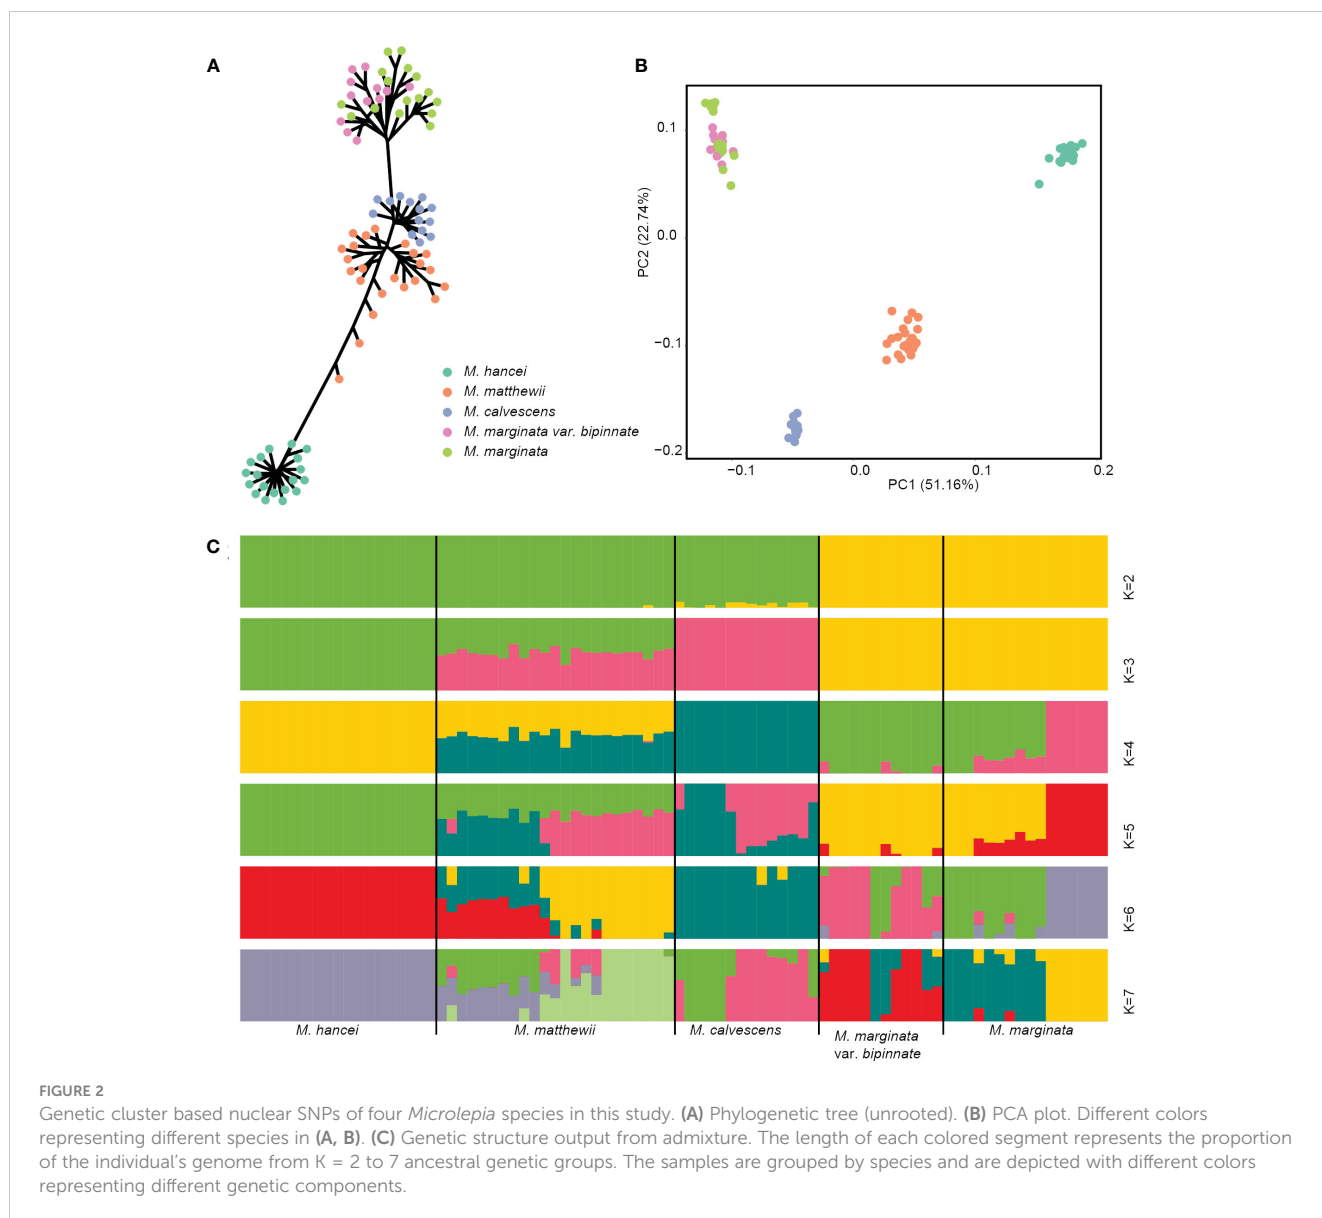 A
B
0.1
0.0
−0.1
−0.2
PC2 (22.74%)
−0.1
0.0
0.1
0.2
PC1 (51.16%)
M. hancei
M. matthewii
M. calvescens
M. marginata var. bipinnate
M. marginata
C
K=2
K=3
K=4
K=5
K=6
K=7
M. hancei
M. matthewii
M. calvescens
M. marginata
var. bipinnate
M. marginata
FIGURE 2
Genetic cluster based nuclear SNPs of four Microlepia species in this study. (A) Phylogenetic tree (unrooted). (B) PCA plot. Different colors
representing different species in (A, B). (C) Genetic structure output from admixture. The length of each colored segment represents the proportion
of the individual's genome from K = 2 to 7 ancestral genetic groups. The samples are grouped by species and are depicted with different colors
representing different genetic components.